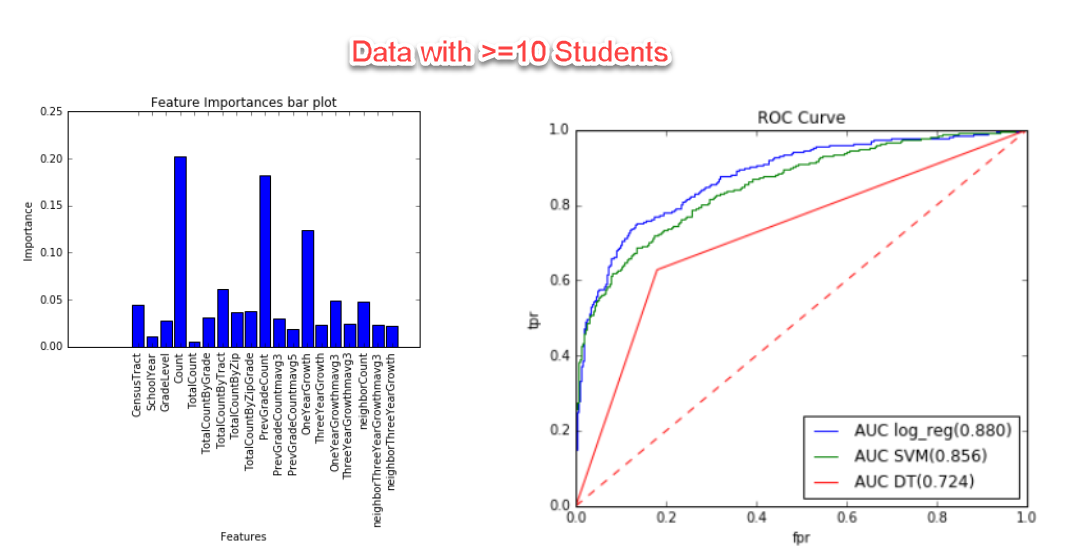 Data with >=10 Students
Feature Importances bar plot
0.25
0.20
0.15
0.10
0.05
0.00
Importance
CensusTract
SchoolYear
GradeLevel
Count
TotalCount
TotalCountByGrade
TotalCountByTract
TotalCountByZip
TotalCountByZipGrade
PrevGradeCount
PrevGradeCountmavg3
PrevGradeCountmavg5
OneYearGrowth
ThreeYearGrowth
OneYearGrowthmavg3
ThreeYearGrowthmavg3
neighborCount
neighborThreeYearGrowthmavg3
neighborThreeYearGrowth
Features
ROC Curve
1.0
0.8
0.6
0.4
0.2
0.0
tpr
AUC log_reg(0.880)
AUC SVM(0.856)
AUC DT(0.724)
0.0 0.2 0.4 0.6 0.8 1.0
fpr